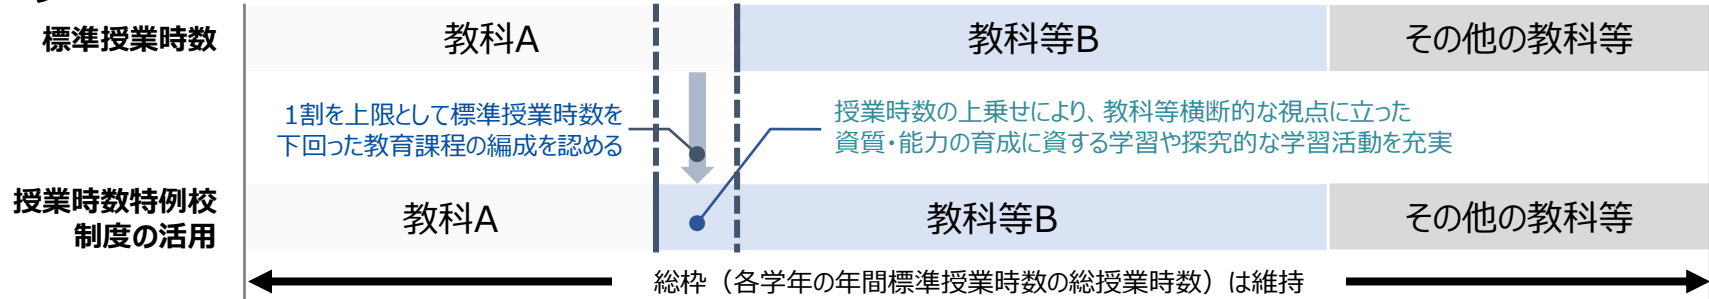 標準授業時数
教科A
教科等B
その他の教科等
1割を上限として標準授業時数を
下回った教育課程の編成を認める
授業時数の上乗せにより、教科等横断的な視点に立った
資質・能力の育成に資する学習や探究的な学習活動を充実
授業時数特例校
制度の活用
教科A
教科等B
その他の教科等
総枠（各学年の年間標準授業時数の総授業時数）は維持